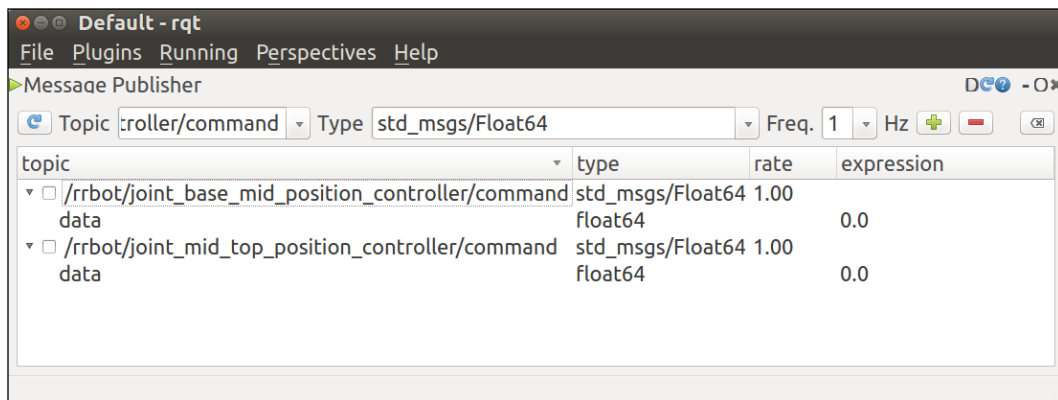 Default - rqt
File Plugins Running Perspectives Help
Message Publisher D - O
Topic troller/command Type std_msgs/Float64 Freq. 1 Hz
topic type rate expression
/rrbot/joint_base_mid_position_controller/command std_msgs/Float64 1.00
data float64 0.0
/rrbot/joint_mid_top_position_controller/command std_msgs/Float64 1.00
data float64 0.0